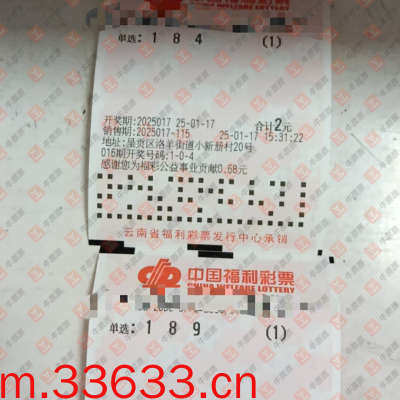 单选: 1 8 4 (1)
开奖期:2025017 25-01-17 合计2元
销售期:2025017-115 25-01-17 15:31:22
地址:呈贡区洛羊街道小新册村20号
016期开奖号码:1-0-4
感谢您为福彩公益事业贡献0.68元
云南省福利彩票发行中心承销
中国福利彩票
CHINA WELFARE LOTTERY
单选: 1 8 9 (1)
m.33633.cn